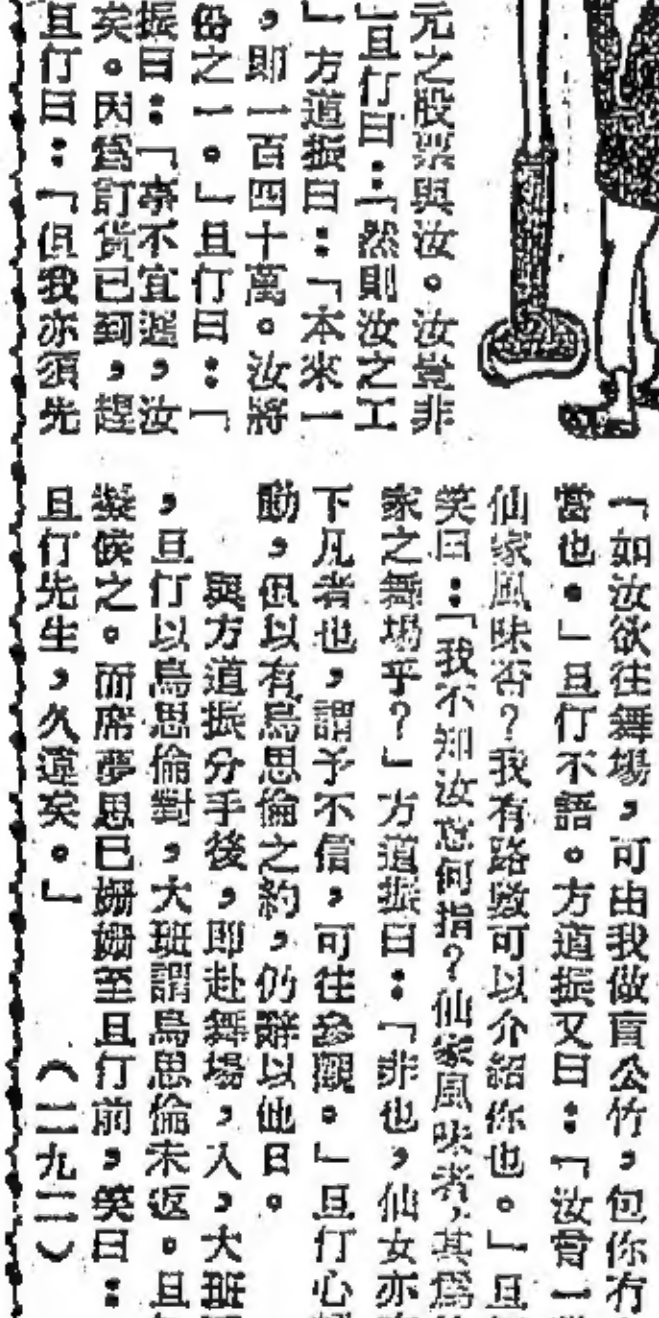 元之股票與汝。汝豈非
」且仃曰：「然則汝之工
」方道振曰：「本來一
，即一百四十萬。汝將
份之一。」且仃曰：「
振曰：「事不宜遲，汝
矣。因為訂貨已到，趕
且仃曰：「但我亦須先
「如汝欲往舞場，可由我做盲公竹，包你冇
當也。」且仃不語。方道振又曰：「汝
仙家風味否？我有路數可以介紹你也。」且
笑曰：「我不知汝意何指？仙家風味者，其為
家之舞場乎？」方道振曰：「非也，仙女亦
下凡者也，謂予不信，可往參觀。」且仃心
動，但以有烏思倫之約，仍辭以他日。
與方道振分手後，即赴舞場，入，大班
，且仃以烏思倫對，大班謂烏思倫未返。且
擬候之。而席夢思已姍姍至且仃前，笑曰：
且仃先生，久違矣。」
（二九二）